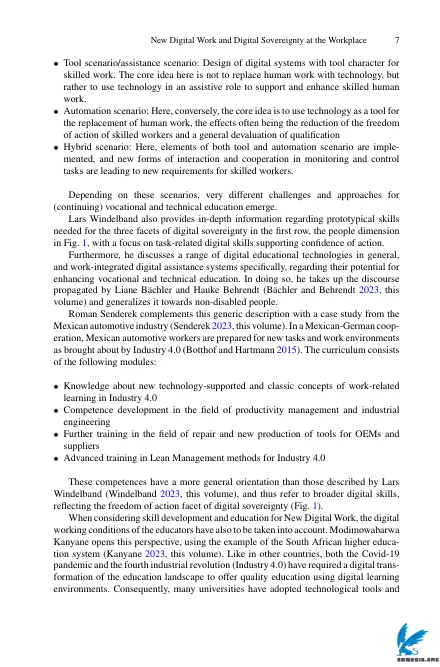 New Digital Work and Digital Sovereignty at the Workplace 7
• Tool scenario/assistance scenario: Design of digital systems with tool character for
skilled work. The core idea here is not to replace human work with technology, but
rather to use technology in an assistive role to support and enhance skilled human
work.
• Automation scenario: Here, conversely, the core idea is to use technology as a tool for
the replacement of human work, the effects often being the reduction of the freedom
of action of skilled workers and a general devaluation of qualification
• Hybrid scenario: Here, elements of both tool and automation scenario are imple-
mented, and new forms of interaction and cooperation in monitoring and control
tasks are leading to new requirements for skilled workers.
Depending on these scenarios, very different challenges and approaches for
(continuing) vocational and technical education emerge.
Lars Windelband also provides in-depth information regarding prototypical skills
needed for the three facets of digital sovereignty in the first row, the people dimension
in Fig. 1, with a focus on task-related digital skills supporting confidence of action.
Furthermore, he discusses a range of digital educational technologies in general,
and work-integrated digital assistance systems specifically, regarding their potential for
enhancing vocational and technical education. In doing so, he takes up the discourse
propagated by Liane Bächler and Hauke Behrendt (Bächler and Behrendt 2023, this
volume) and generalizes it towards non-disabled people.
Roman Senderek complements this generic description with a case study from the
Mexican automotive industry (Senderek 2023, this volume). In a Mexican-German coop-
eration, Mexican automotive workers are prepared for new tasks and work environments
as brought about by Industry 4.0 (Botthof and Hartmann 2015). The curriculum consists
of the following modules:
• Knowledge about new technology-supported and classic concepts of work-related
learning in Industry 4.0
• Competence development in the field of productivity management and industrial
engineering
• Further training in the field of repair and new production of tools for OEMs and
suppliers
• Advanced training in Lean Management methods for Industry 4.0
These competences have a more general orientation than those described by Lars
Windelband (Windelband 2023, this volume), and thus refer to broader digital skills,
reflecting the freedom of action facet of digital sovereignty (Fig. 1).
When considering skill development and education for New Digital Work, the digital
working conditions of the educators have also to be taken into account. Modimowabarwa
Kanyane opens this perspective, using the example of the South African higher educa-
tion system (Kanyane 2023, this volume). Like in other countries, both the Covid-19
pandemic and the fourth industrial revolution (Industry 4.0) have required a digital trans-
formation of the education landscape to offer quality education using digital learning
environments. Consequently, many universities have adopted technological tools and